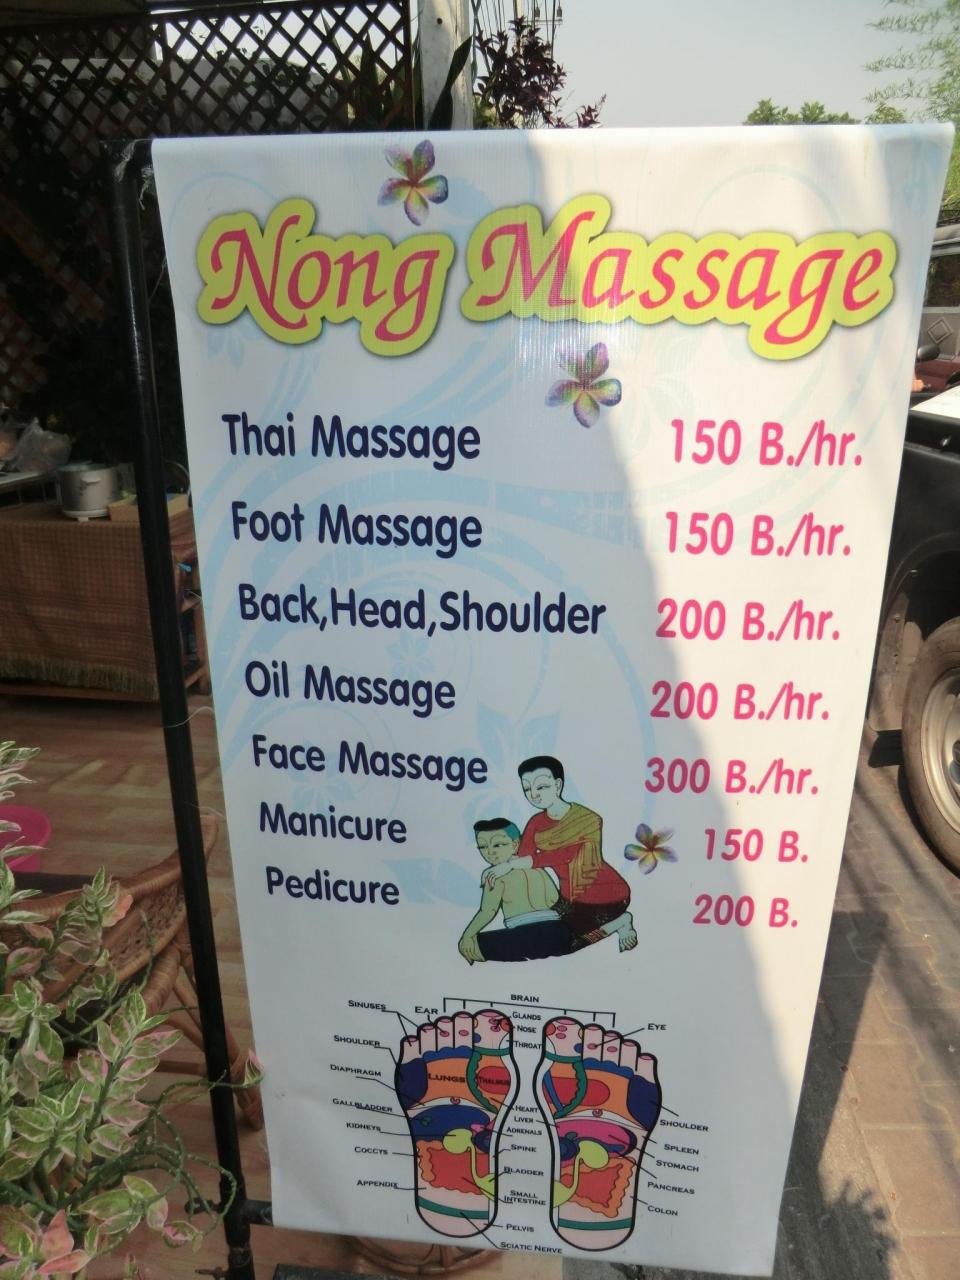 Nong Massage
Thai Massage 150 B./hr.
Foot Massage 150 B./hr.
Back,Head,Shoulder 200 B./hr.
Oil Massage 200 B./hr.
Face Massage 300 B./hr.
Manicure 150 B.
Pedicure 200 B.
BRAIN
SINUSES
EAR
GLANDS
NOSE
THROAT
EYE
SHOULDER
DIAPHRAGM
LUNGS
THALMUS
GALLBLADDER
KIDNEYS
COCCYS
APPENDIX
HEART
LIVER
ADRENALS
SPINE
BLADDER
SMALL
INTESTINE
PELVIS
SCIATIC NERVE
SHOULDER
SPLEEN
STOMACH
PANCREAS
COLON